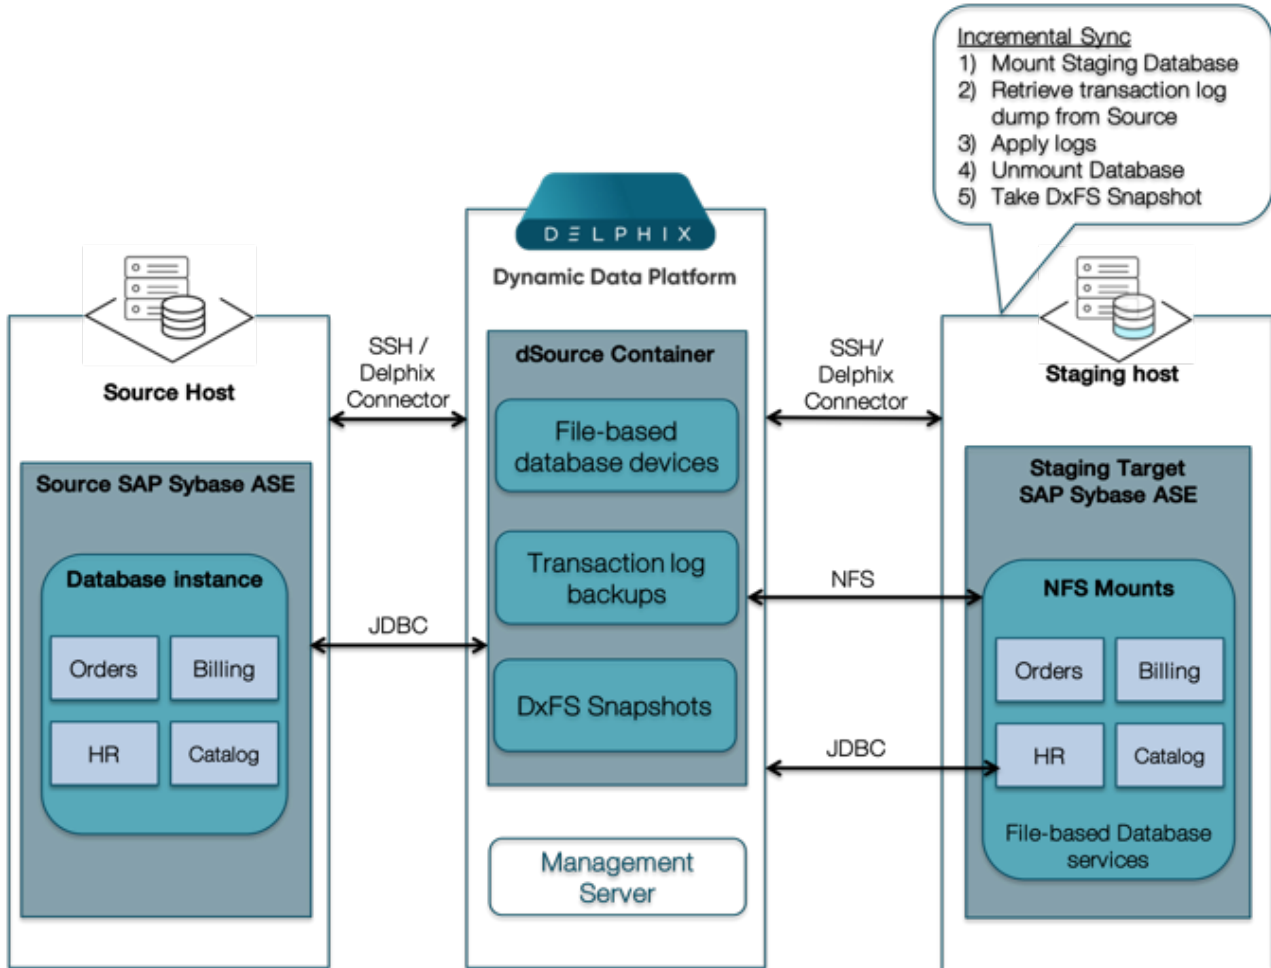 Incremental Sync
1) Mount Staging Database
2) Retrieve transaction log
dump from Source
3) Apply logs
4) Unmount Database
5) Take DxFS Snapshot
DELPHIX
Dynamic Data Platform
Source Host
SSH /
Delphix
Connector
dSource Container
SSH/
Delphix
Connector
Staging host
Source SAP Sybase ASE
Database instance
Orders
Billing
HR
Catalog
JDBC
File-based
database devices
Transaction log
backups
DxFS Snapshots
Management
Server
NFS
JDBC
Staging Target
SAP Sybase ASE
NFS Mounts
Orders
Billing
HR
Catalog
File-based Database
services